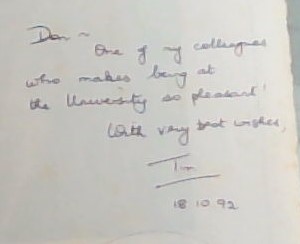 Dan ~
One of my colleagues
who makes being at
the University so pleasant!
With very best wishes,
Tim
18 10 92